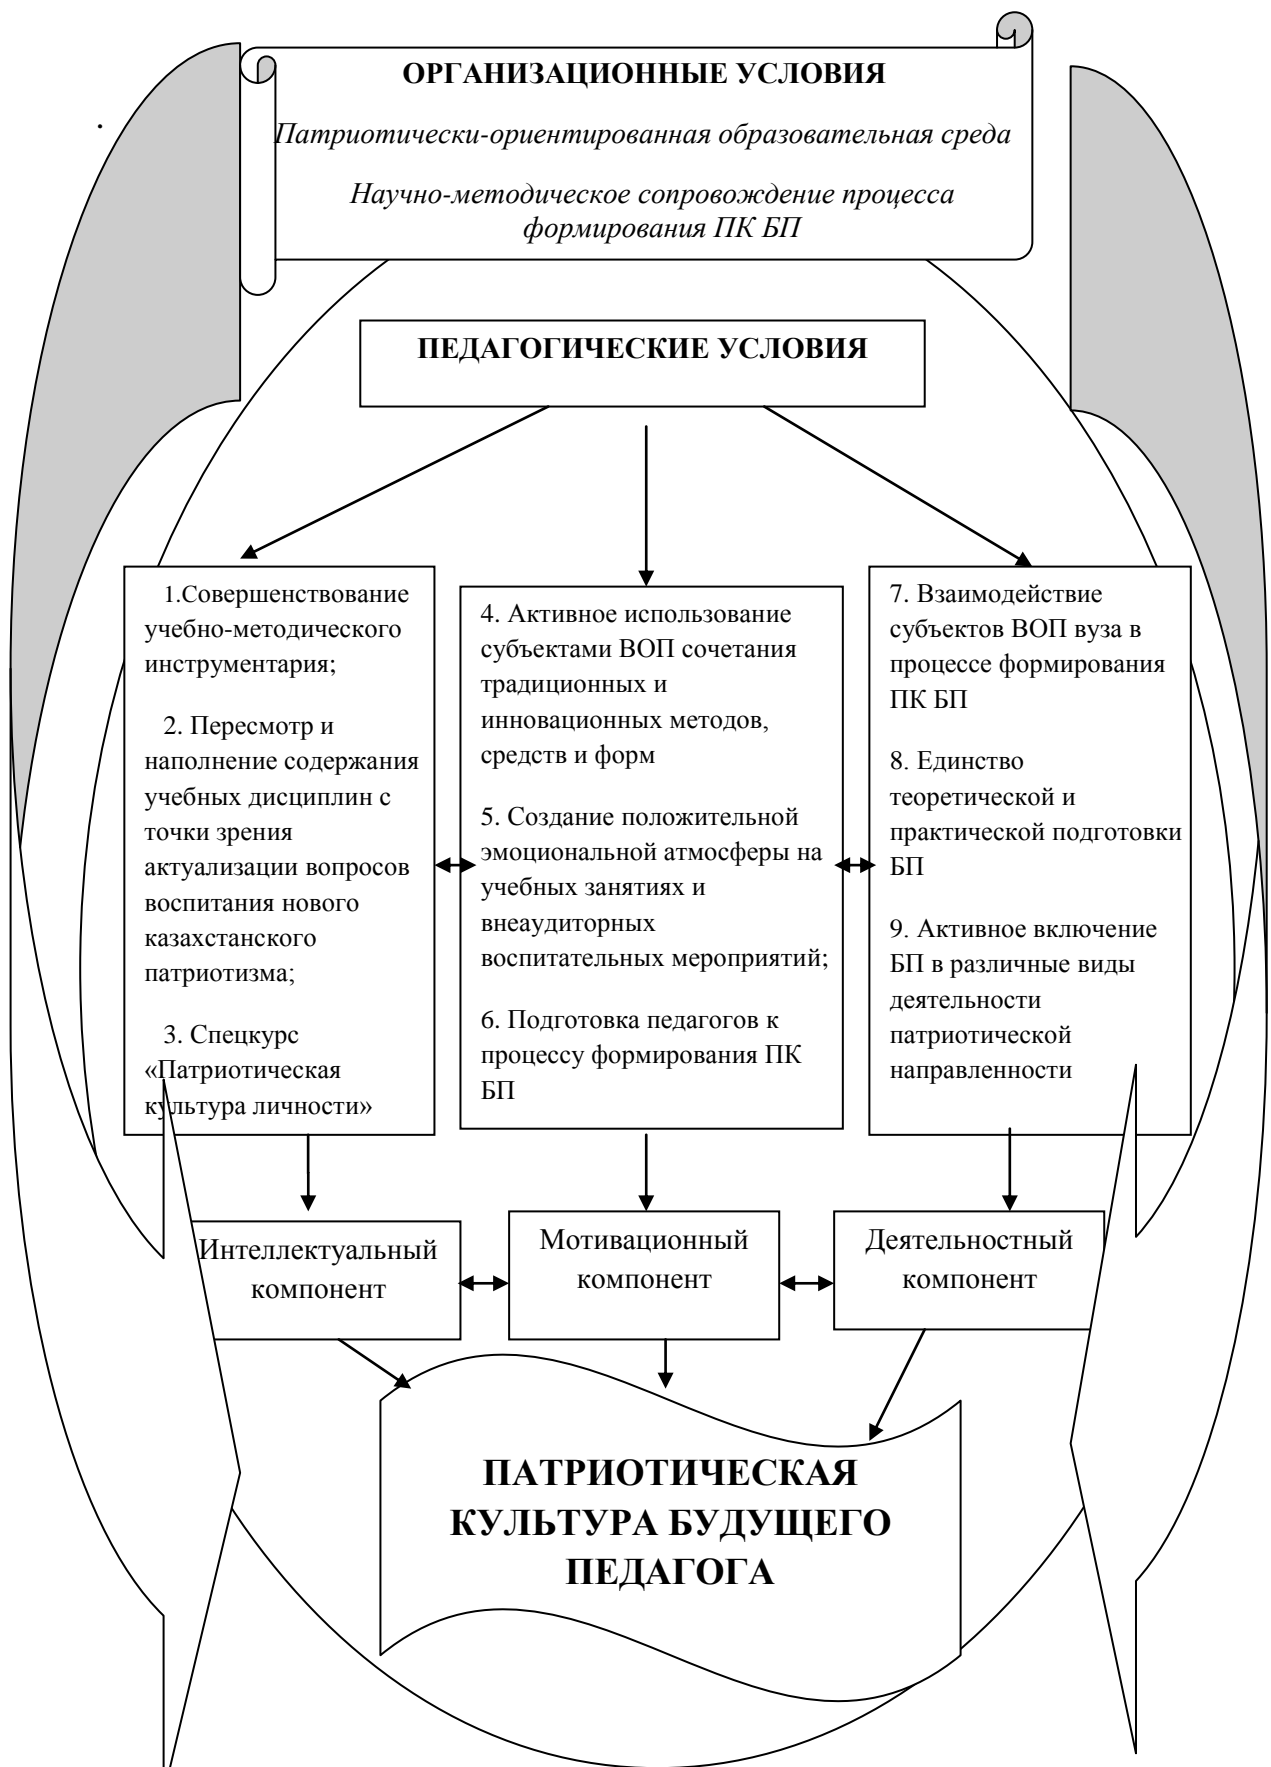 ОРГАНИЗАЦИОННЫЕ УСЛОВИЯ
Патриотически-ориентированная образовательная среда
Научно-методическое сопровождение процесса
формирования ПК БП
ПЕДАГОГИЧЕСКИЕ УСЛОВИЯ
1.Совершенствование
учебно-методического
инструментария;
2. Пересмотр и
наполнение содержания
учебных дисциплин с
точки зрения
актуализации вопросов
воспитания нового
казахстанского
патриотизма;
3. Спецкурс
«Патриотическая
культура личности»
4. Активное использование
субъектами ВОП сочетания
традиционных и
инновационных методов,
средств и форм
5. Создание положительной
эмоциональной атмосферы на
учебных занятиях и
внеаудиторных
воспитательных мероприятий;
6. Подготовка педагогов к
процессу формирования ПК
БП
7. Взаимодействие
субъектов ВОП вуза в
процессе формирования
ПК БП
8. Единство
теоретической и
практической подготовки
БП
9. Активное включение
БП в различные виды
деятельности
патриотической
направленности
Интеллектуальный
компонент
Мотивационный
компонент
Деятельностный
компонент
ПАТРИОТИЧЕСКАЯ
КУЛЬТУРА БУДУЩЕГО
ПЕДАГОГА